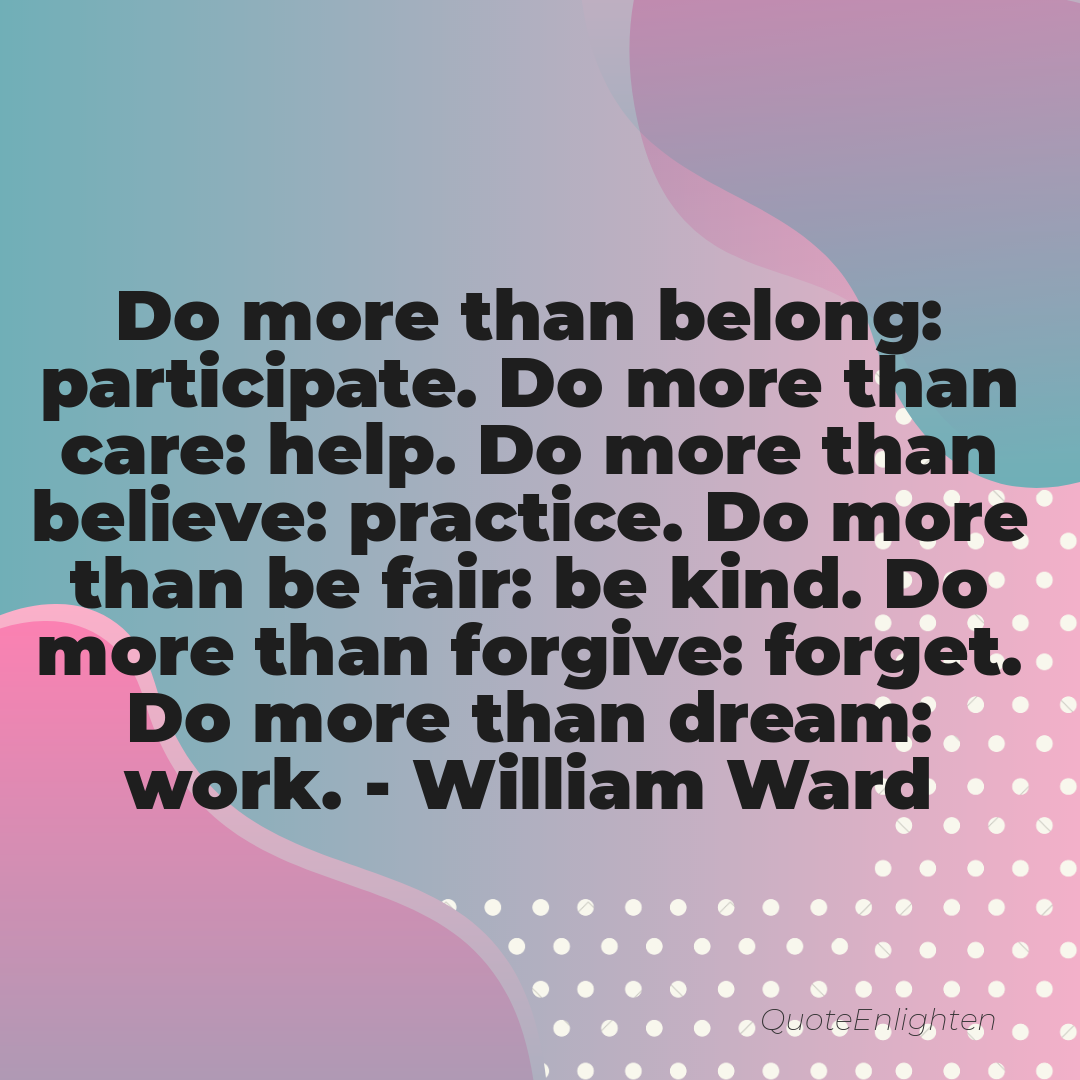 Do more than belong:
participate. Do more than
care: help. Do more than
believe: practice. Do more
than be fair: be kind. Do
more than forgive: forget.
Do more than dream:
work. - William Ward
QuoteEnlighten